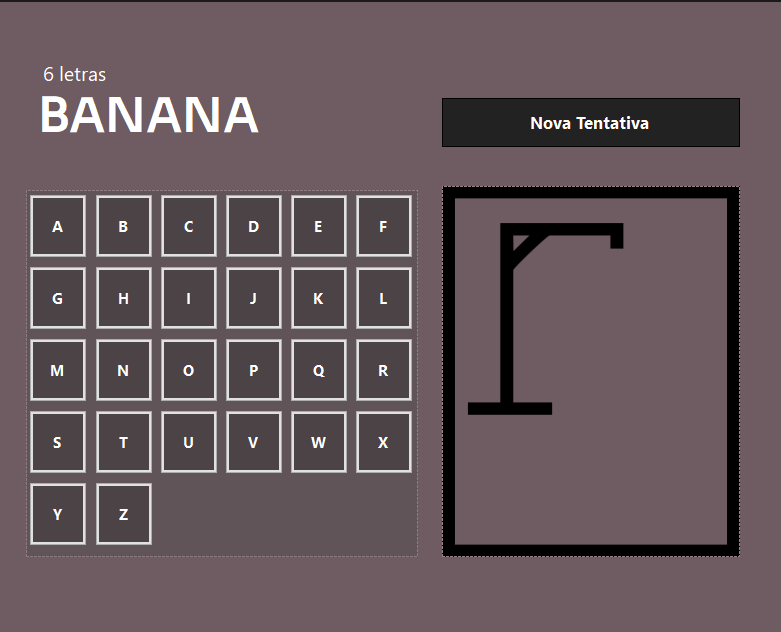 6 letras
BANANA
Nova Tentativa
A B C D E F
G H I J K L
M N O P Q R
S T U V W X
Y Z